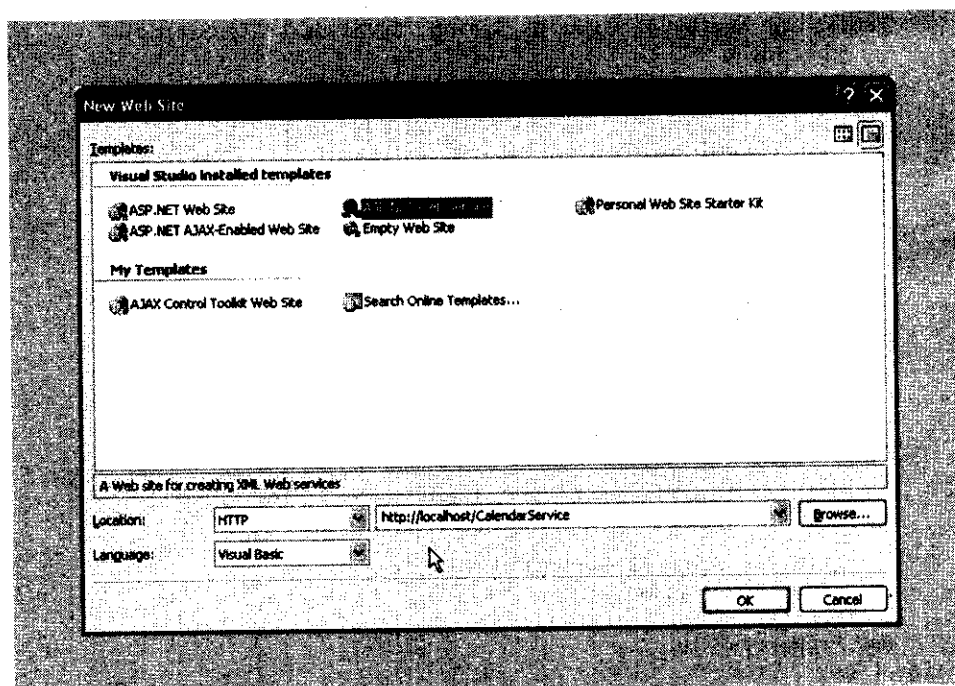 New Web Site
Templates:
Visual Studio installed templates
ASP.NET Web Site
Personal Web Site Starter Kit
ASP.NET AJAX-Enabled Web Site
Empty Web Site
My Templates
AJAX Control Toolkit Web Site
Search Online Templates...
A Web site for creating XML Web services
Location:
HTTP
http://localhost/CalendarService
Browse...
Language:
Visual Basic
OK
Cancel